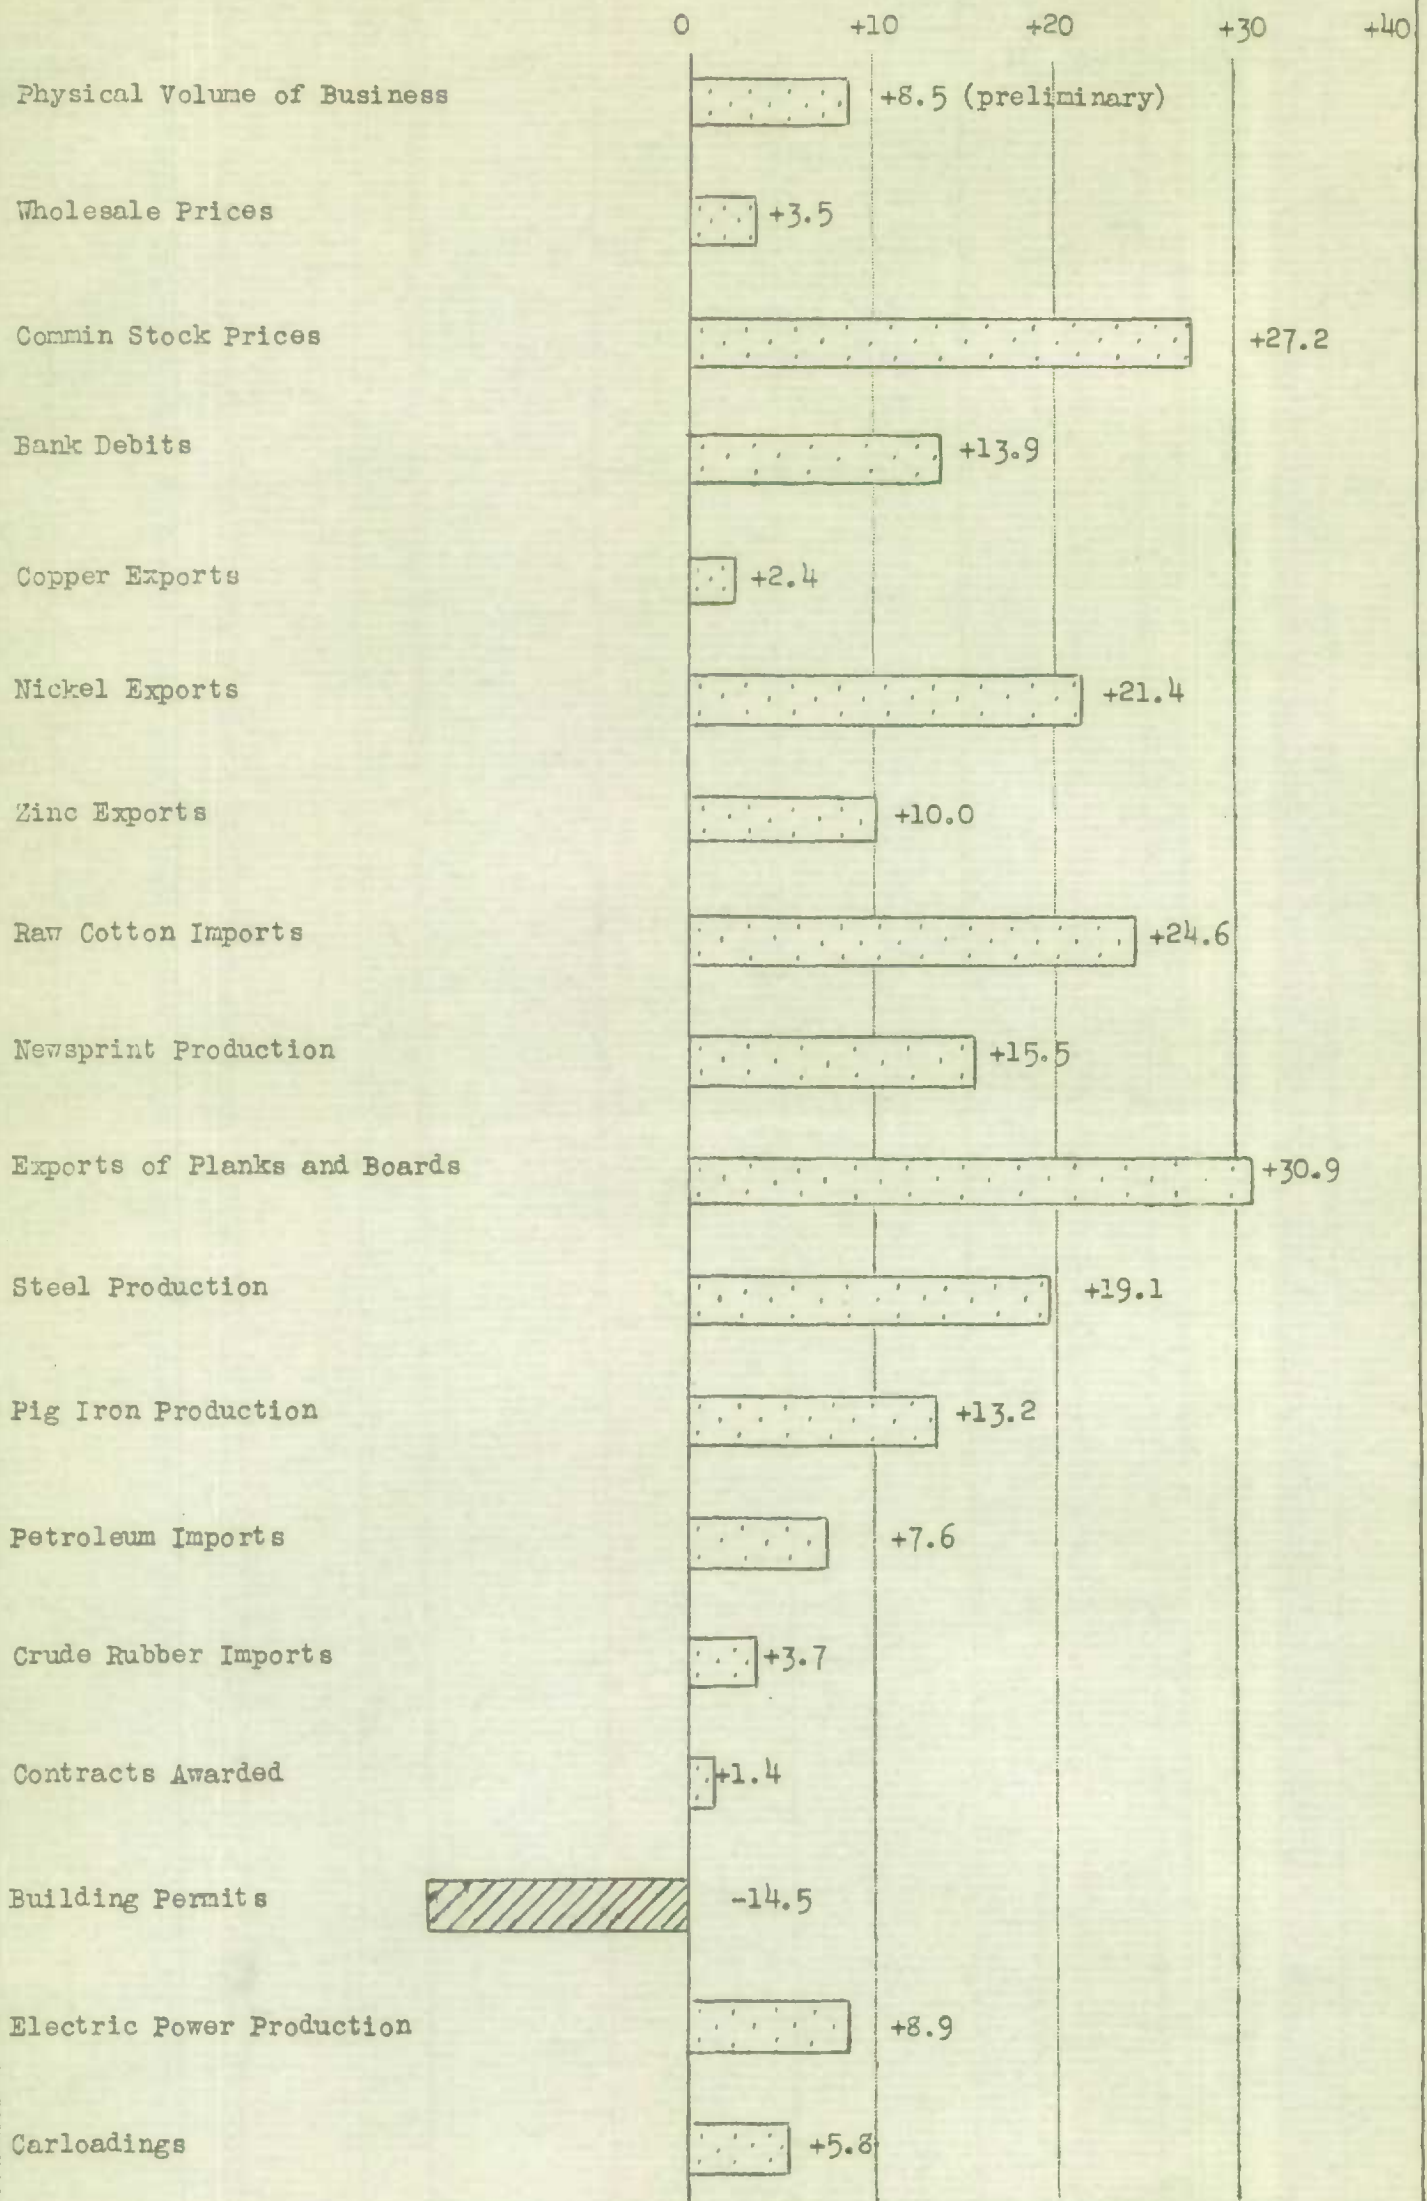 0 +10 +20 +30 +40
Physical Volume of Business +8.5 (preliminary)
Wholesale Prices +3.5
Commin Stock Prices +27.2
Bank Debits +13.9
Copper Exports +2.4
Nickel Exports +21.4
Zinc Exports +10.0
Raw Cotton Imports +24.6
Newsprint Production +15.5
Exports of Planks and Boards +30.9
Steel Production +19.1
Pig Iron Production +13.2
Petroleum Imports +7.6
Crude Rubber Imports +3.7
Contracts Awarded +1.4
Building Permits -14.5
Electric Power Production +8.9
Carloadings +5.8